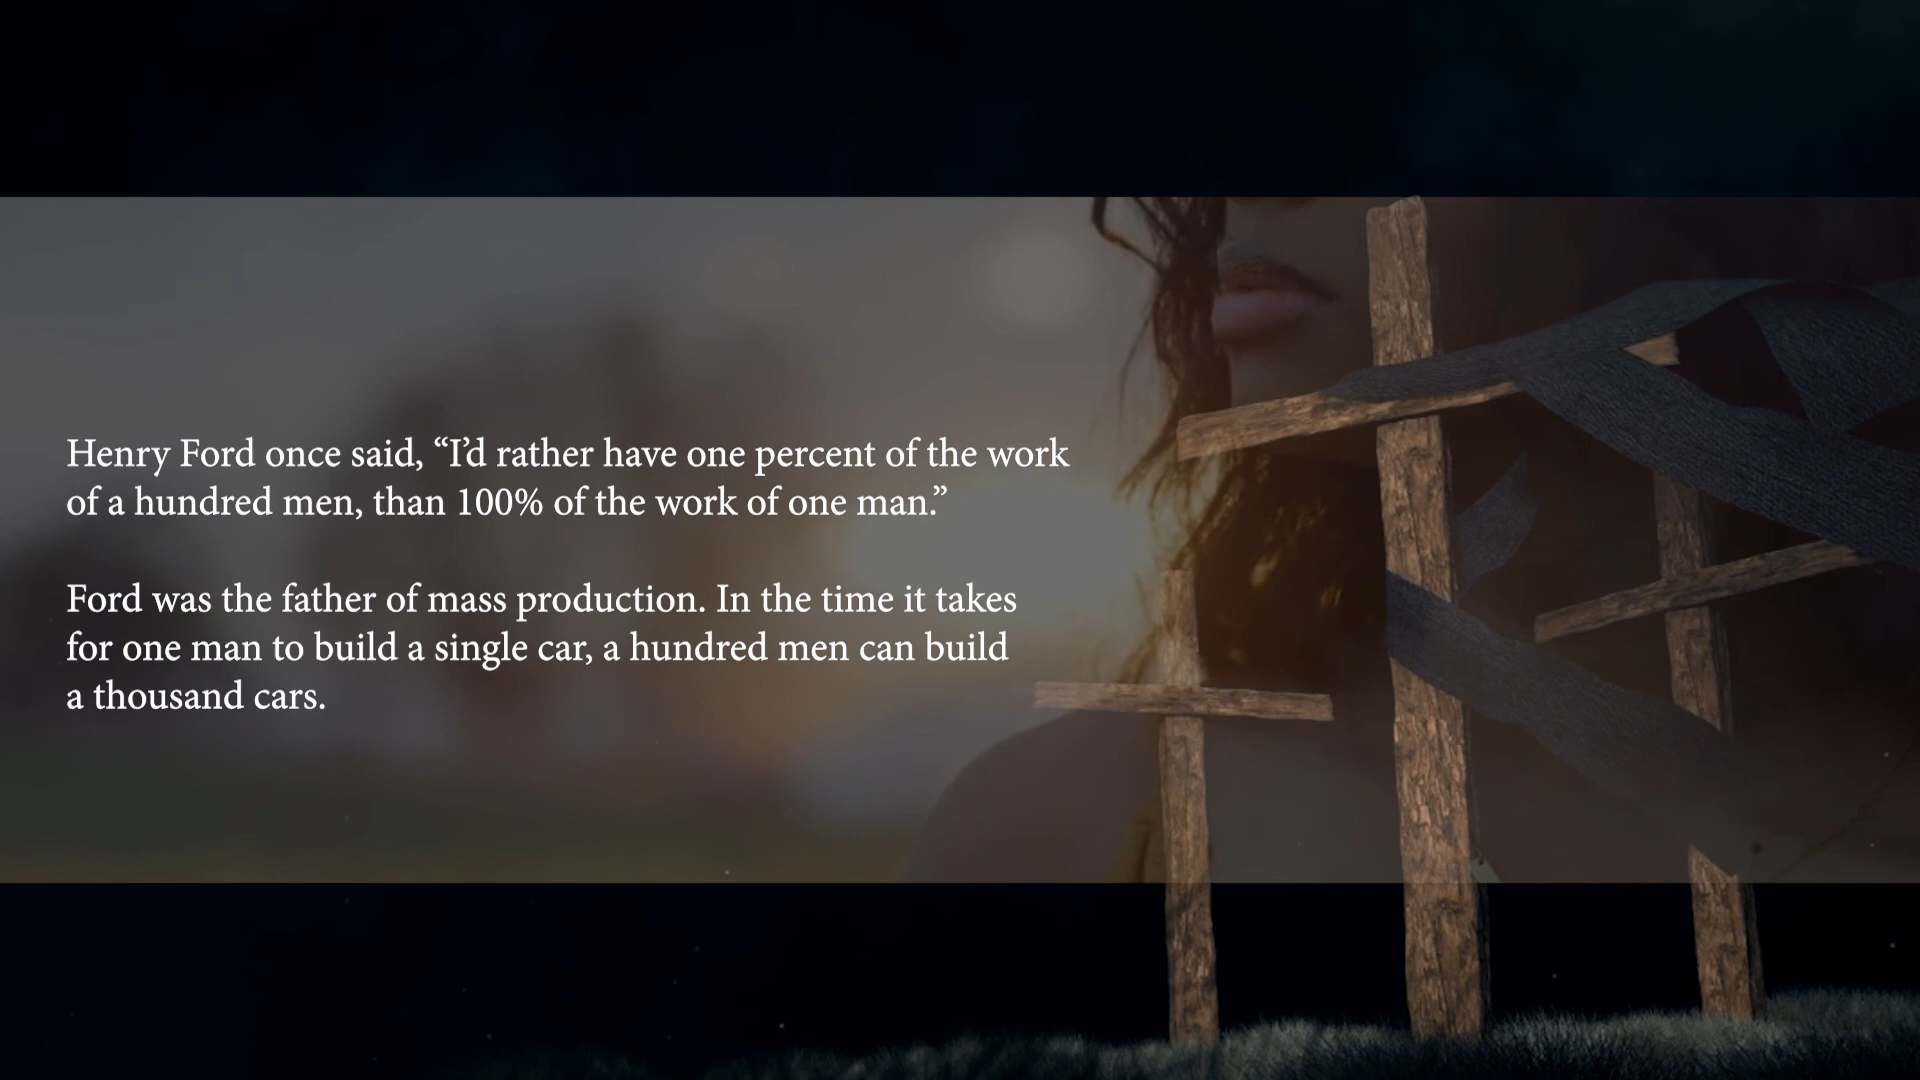 Henry Ford once said, “I’d rather have one percent of the work
of a hundred men, than 100% of the work of one man.”
Ford was the father of mass production. In the time it takes
for one man to build a single car, a hundred men can build
a thousand cars.